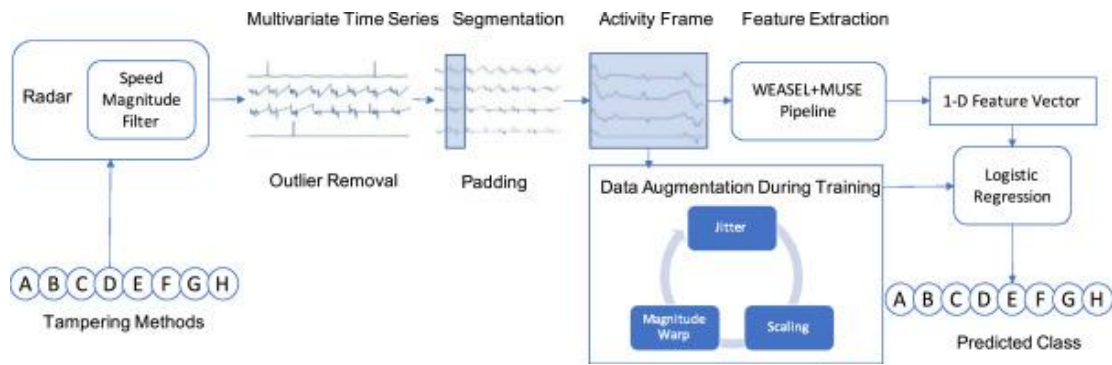 Multivariate Time Series
Segmentation
Activity Frame
Feature Extraction
Radar
Speed
Magnitude
Filter
WEASEL+MUSE
Pipeline
1-D Feature Vector
Outlier Removal
Padding
Data Augmentation During Training
Logistic
Regression
Jitter
Magnitude
Warp
Scaling
A B C D E F G H
Tampering Methods
A B C D E F G H
Predicted Class